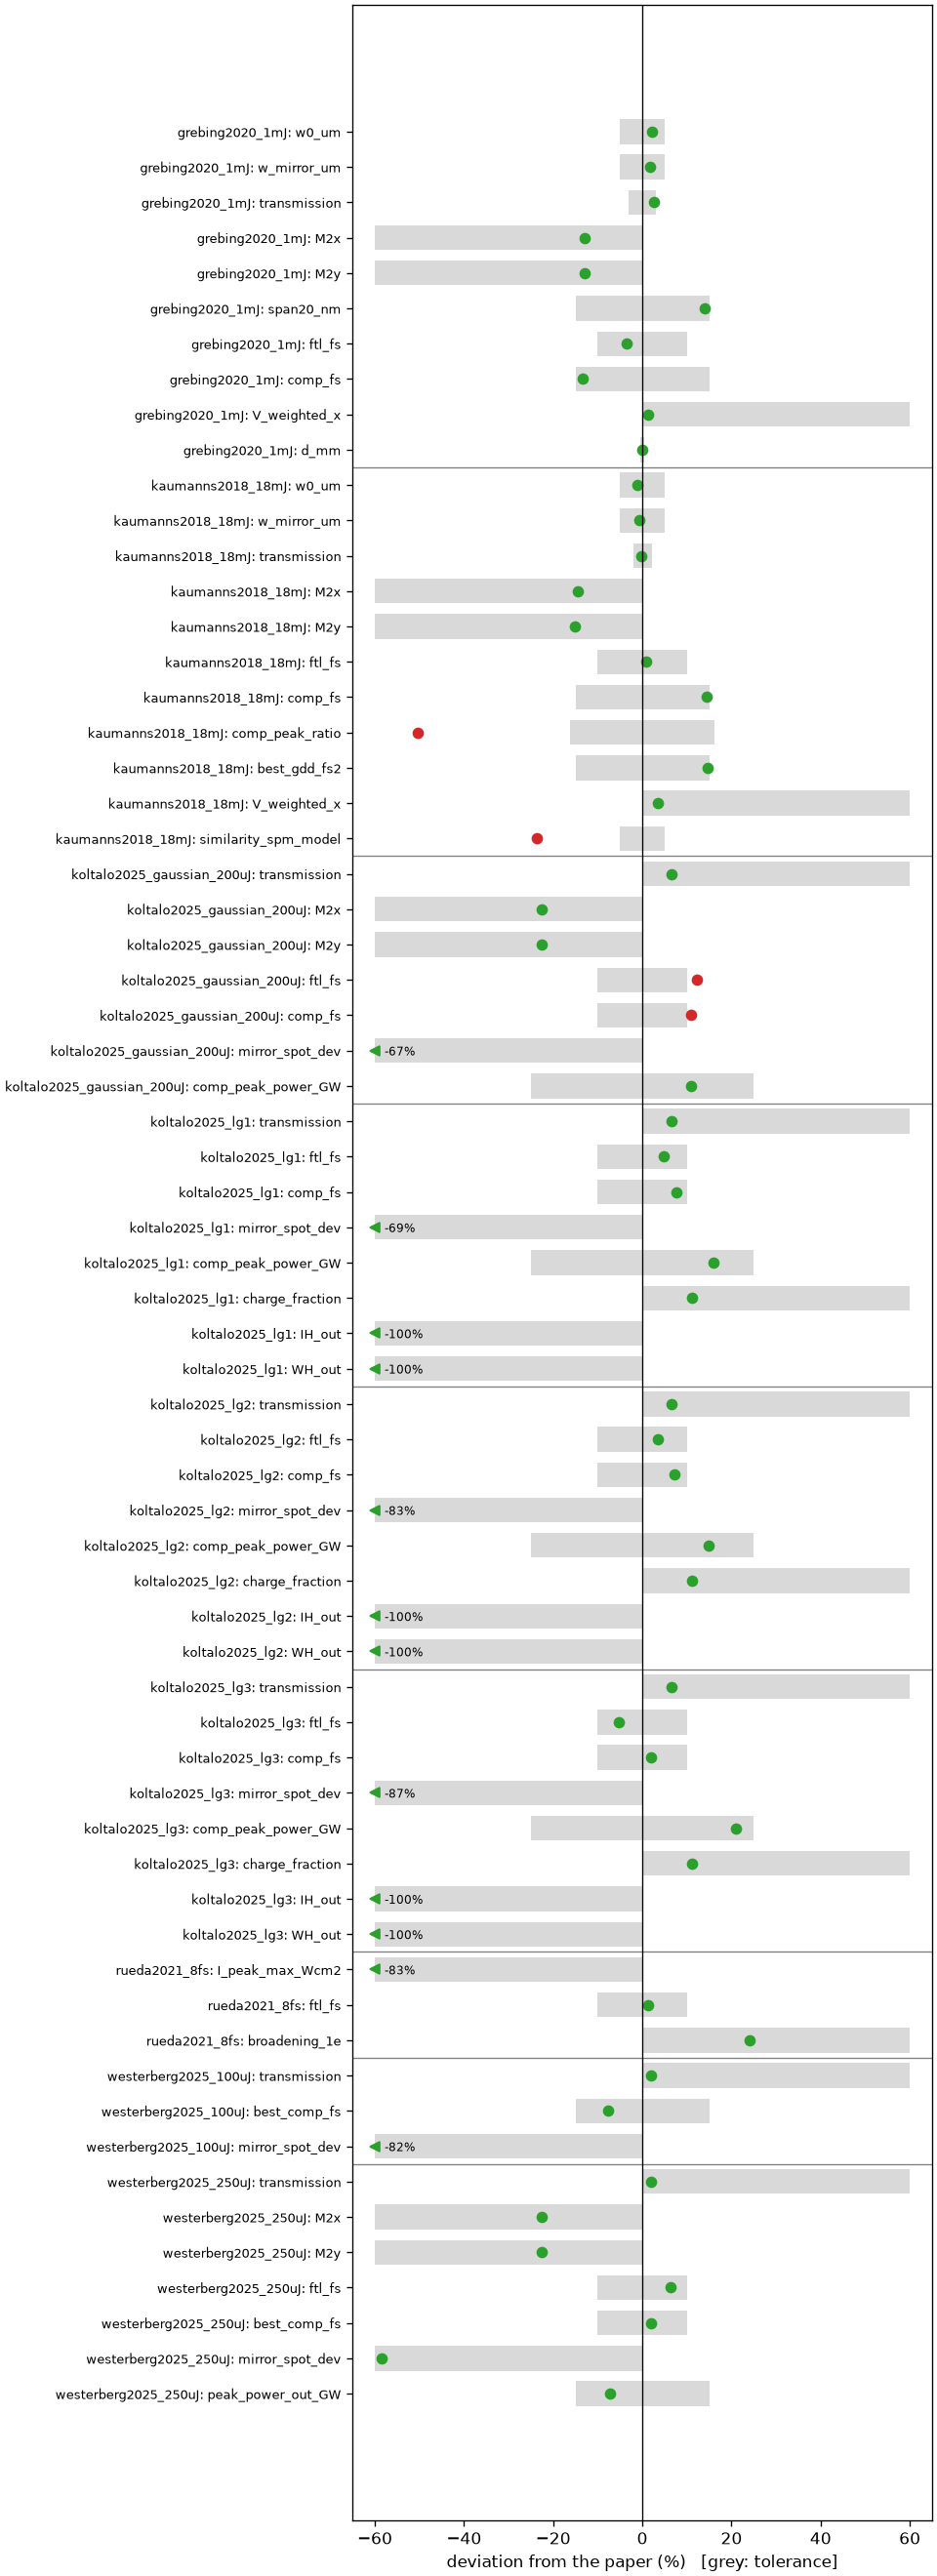 grebing2020_1mJ: w0_um
grebing2020_1mJ: w_mirror_um
grebing2020_1mJ: transmission
grebing2020_1mJ: M2x
grebing2020_1mJ: M2y
grebing2020_1mJ: span20_nm
grebing2020_1mJ: ftl_fs
grebing2020_1mJ: comp_fs
grebing2020_1mJ: V_weighted_x
grebing2020_1mJ: d_mm
kaumanns2018_18mJ: w0_um
kaumanns2018_18mJ: w_mirror_um
kaumanns2018_18mJ: transmission
kaumanns2018_18mJ: M2x
kaumanns2018_18mJ: M2y
kaumanns2018_18mJ: ftl_fs
kaumanns2018_18mJ: comp_fs
kaumanns2018_18mJ: comp_peak_ratio
kaumanns2018_18mJ: best_gdd_fs2
kaumanns2018_18mJ: V_weighted_x
kaumanns2018_18mJ: similarity_spm_model
koltalo2025_gaussian_200uJ: transmission
koltalo2025_gaussian_200uJ: M2x
koltalo2025_gaussian_200uJ: M2y
koltalo2025_gaussian_200uJ: ftl_fs
koltalo2025_gaussian_200uJ: comp_fs
koltalo2025_gaussian_200uJ: mirror_spot_dev -67%
koltalo2025_gaussian_200uJ: comp_peak_power_GW
koltalo2025_lg1: transmission
koltalo2025_lg1: ftl_fs
koltalo2025_lg1: comp_fs
koltalo2025_lg1: mirror_spot_dev -69%
koltalo2025_lg1: comp_peak_power_GW
koltalo2025_lg1: charge_fraction
koltalo2025_lg1: IH_out -100%
koltalo2025_lg1: WH_out -100%
koltalo2025_lg2: transmission
koltalo2025_lg2: ftl_fs
koltalo2025_lg2: comp_fs
koltalo2025_lg2: mirror_spot_dev -83%
koltalo2025_lg2: comp_peak_power_GW
koltalo2025_lg2: charge_fraction
koltalo2025_lg2: IH_out -100%
koltalo2025_lg2: WH_out -100%
koltalo2025_lg3: transmission
koltalo2025_lg3: ftl_fs
koltalo2025_lg3: comp_fs
koltalo2025_lg3: mirror_spot_dev -87%
koltalo2025_lg3: comp_peak_power_GW
koltalo2025_lg3: charge_fraction
koltalo2025_lg3: IH_out -100%
koltalo2025_lg3: WH_out -100%
rueda2021_8fs: I_peak_max_Wcm2 -83%
rueda2021_8fs: ftl_fs
rueda2021_8fs: broadening_1e
westerberg2025_100uJ: transmission
westerberg2025_100uJ: best_comp_fs
westerberg2025_100uJ: mirror_spot_dev -82%
westerberg2025_250uJ: transmission
westerberg2025_250uJ: M2x
westerberg2025_250uJ: M2y
westerberg2025_250uJ: ftl_fs
westerberg2025_250uJ: best_comp_fs
westerberg2025_250uJ: mirror_spot_dev
westerberg2025_250uJ: peak_power_out_GW
−60 −40 −20 0 20 40 60
deviation from the paper (%) [grey: tolerance]